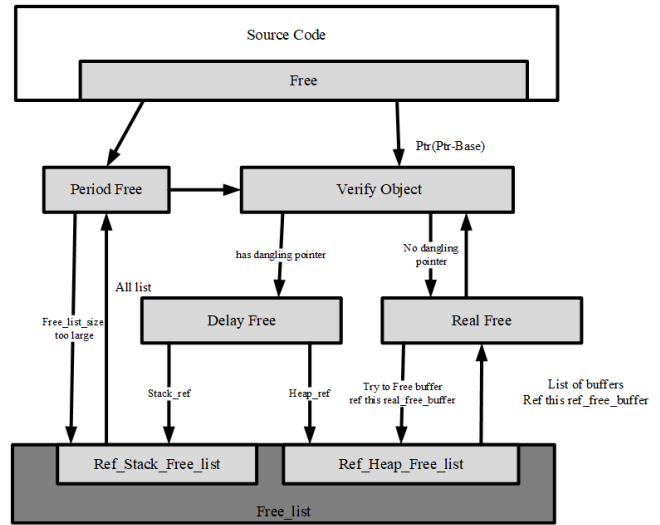 Source Code
Free
Ptr(Ptr-Base)
Period Free
Verify Object
has dangling pointer
No dangling
pointer
All list
Free_list_size
too large
Delay Free
Real Free
Stack_ref
Heap_ref
Try to Free buffer
ref this real_free_buffer
List of buffers
Ref this ref_free_buffer
Ref_Stack_Free_list
Ref_Heap_Free_list
Free_list